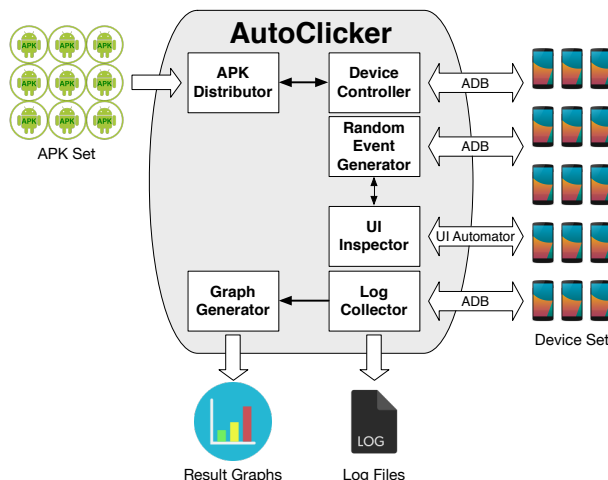 AutoClicker
APK APK APK
APK APK APK
APK APK APK
APK Set
APK
Distributor
Device
Controller
ADB
Random
Event
Generator
ADB
UI
Inspector
UI Automator
Graph
Generator
Log
Collector
ADB
Device Set
LOG
Result Graphs
Log Files